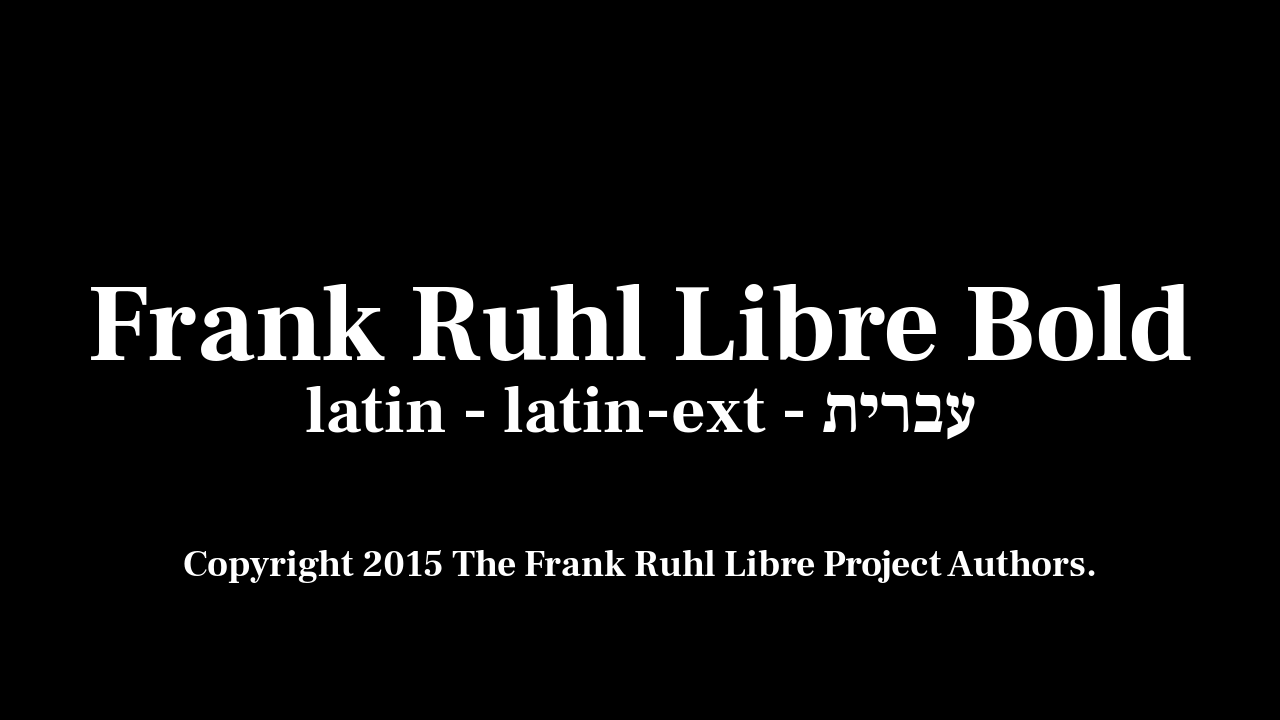 Frank Ruhl Libre Bold
latin - latin-ext - עברית
Copyright 2015 The Frank Ruhl Libre Project Authors.